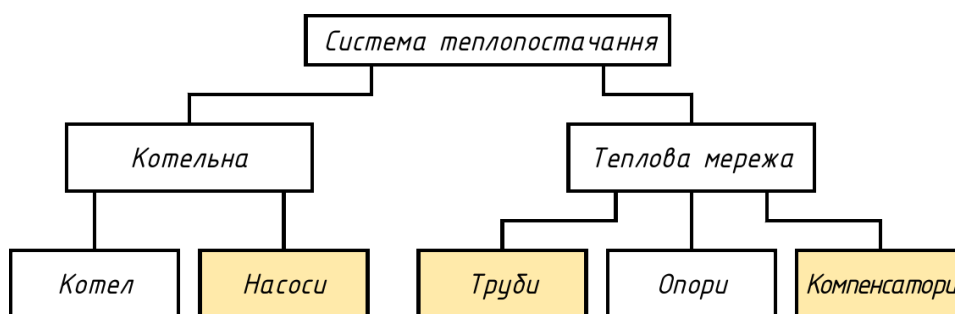 Система теплопостачання
Котельна
Теплова мережа
Котел
Насоси
Труби
Опори
Компенсатори